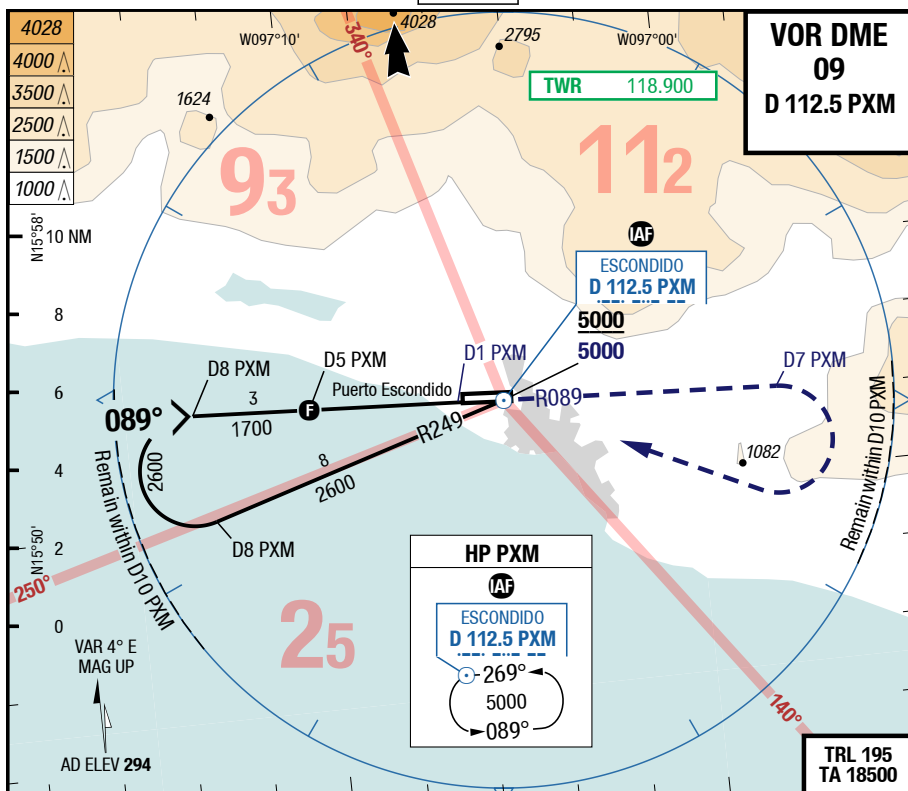 4028
4000
3500
2500
1500
1000
W097°10'
340°
4028
2795
W097°00'
VOR DME
09
D 112.5 PXM
TWR 118.900
1624
93
112
N15°58'
10 NM
8
6
4
2
0
N15°50'
IAF
ESCONDIDO
D 112.5 PXM
5000
5000
D8 PXM
D5 PXM
D1 PXM
D7 PXM
Puerto Escondido
089°
3
F
1700
R089
R249
8
2600
2600
1082
D8 PXM
Remain within D10 PXM
Remain within D10 PXM
250°
25
HP PXM
IAF
ESCONDIDO
D 112.5 PXM
269°
5000
089°
140°
VAR 4° E
MAG UP
AD ELEV 294
TRL 195
TA 18500